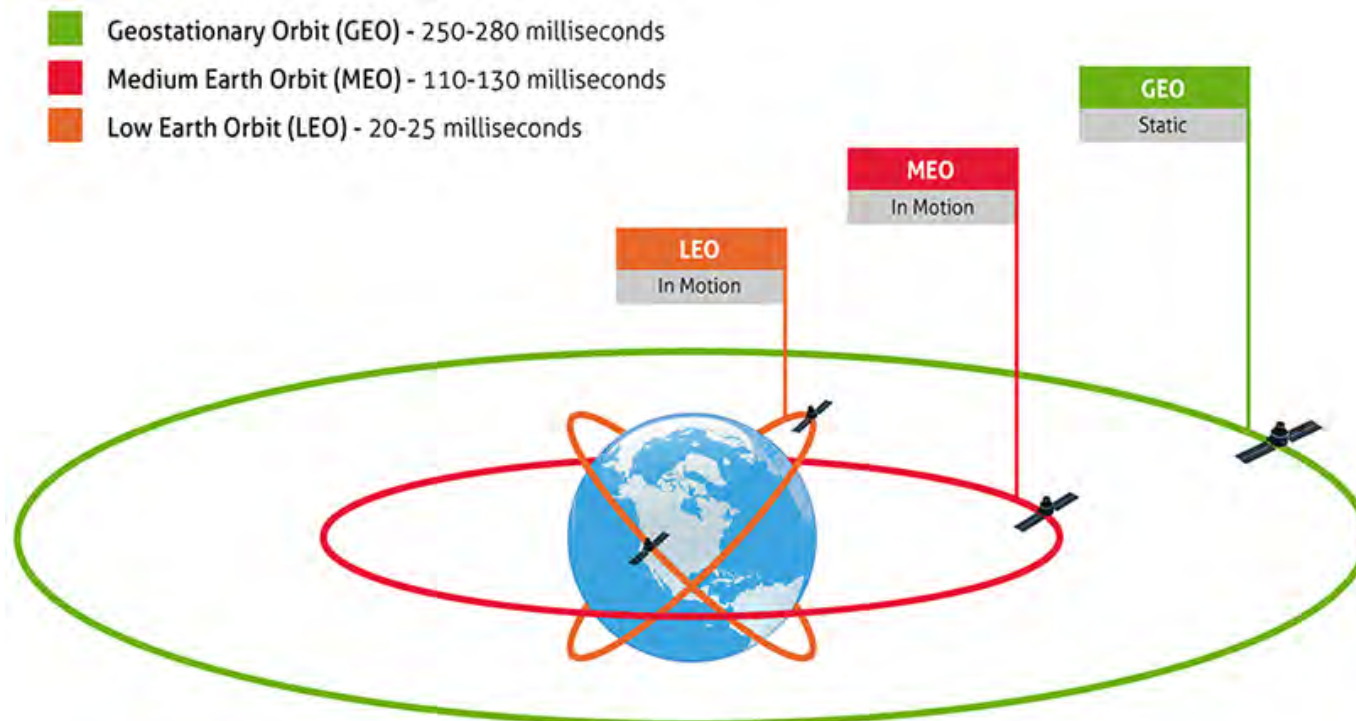 Geostationary Orbit (GEO) - 250-280 milliseconds
Medium Earth Orbit (MEO) - 110-130 milliseconds
Low Earth Orbit (LEO) - 20-25 milliseconds
GEO
Static
MEO
In Motion
LEO
In Motion